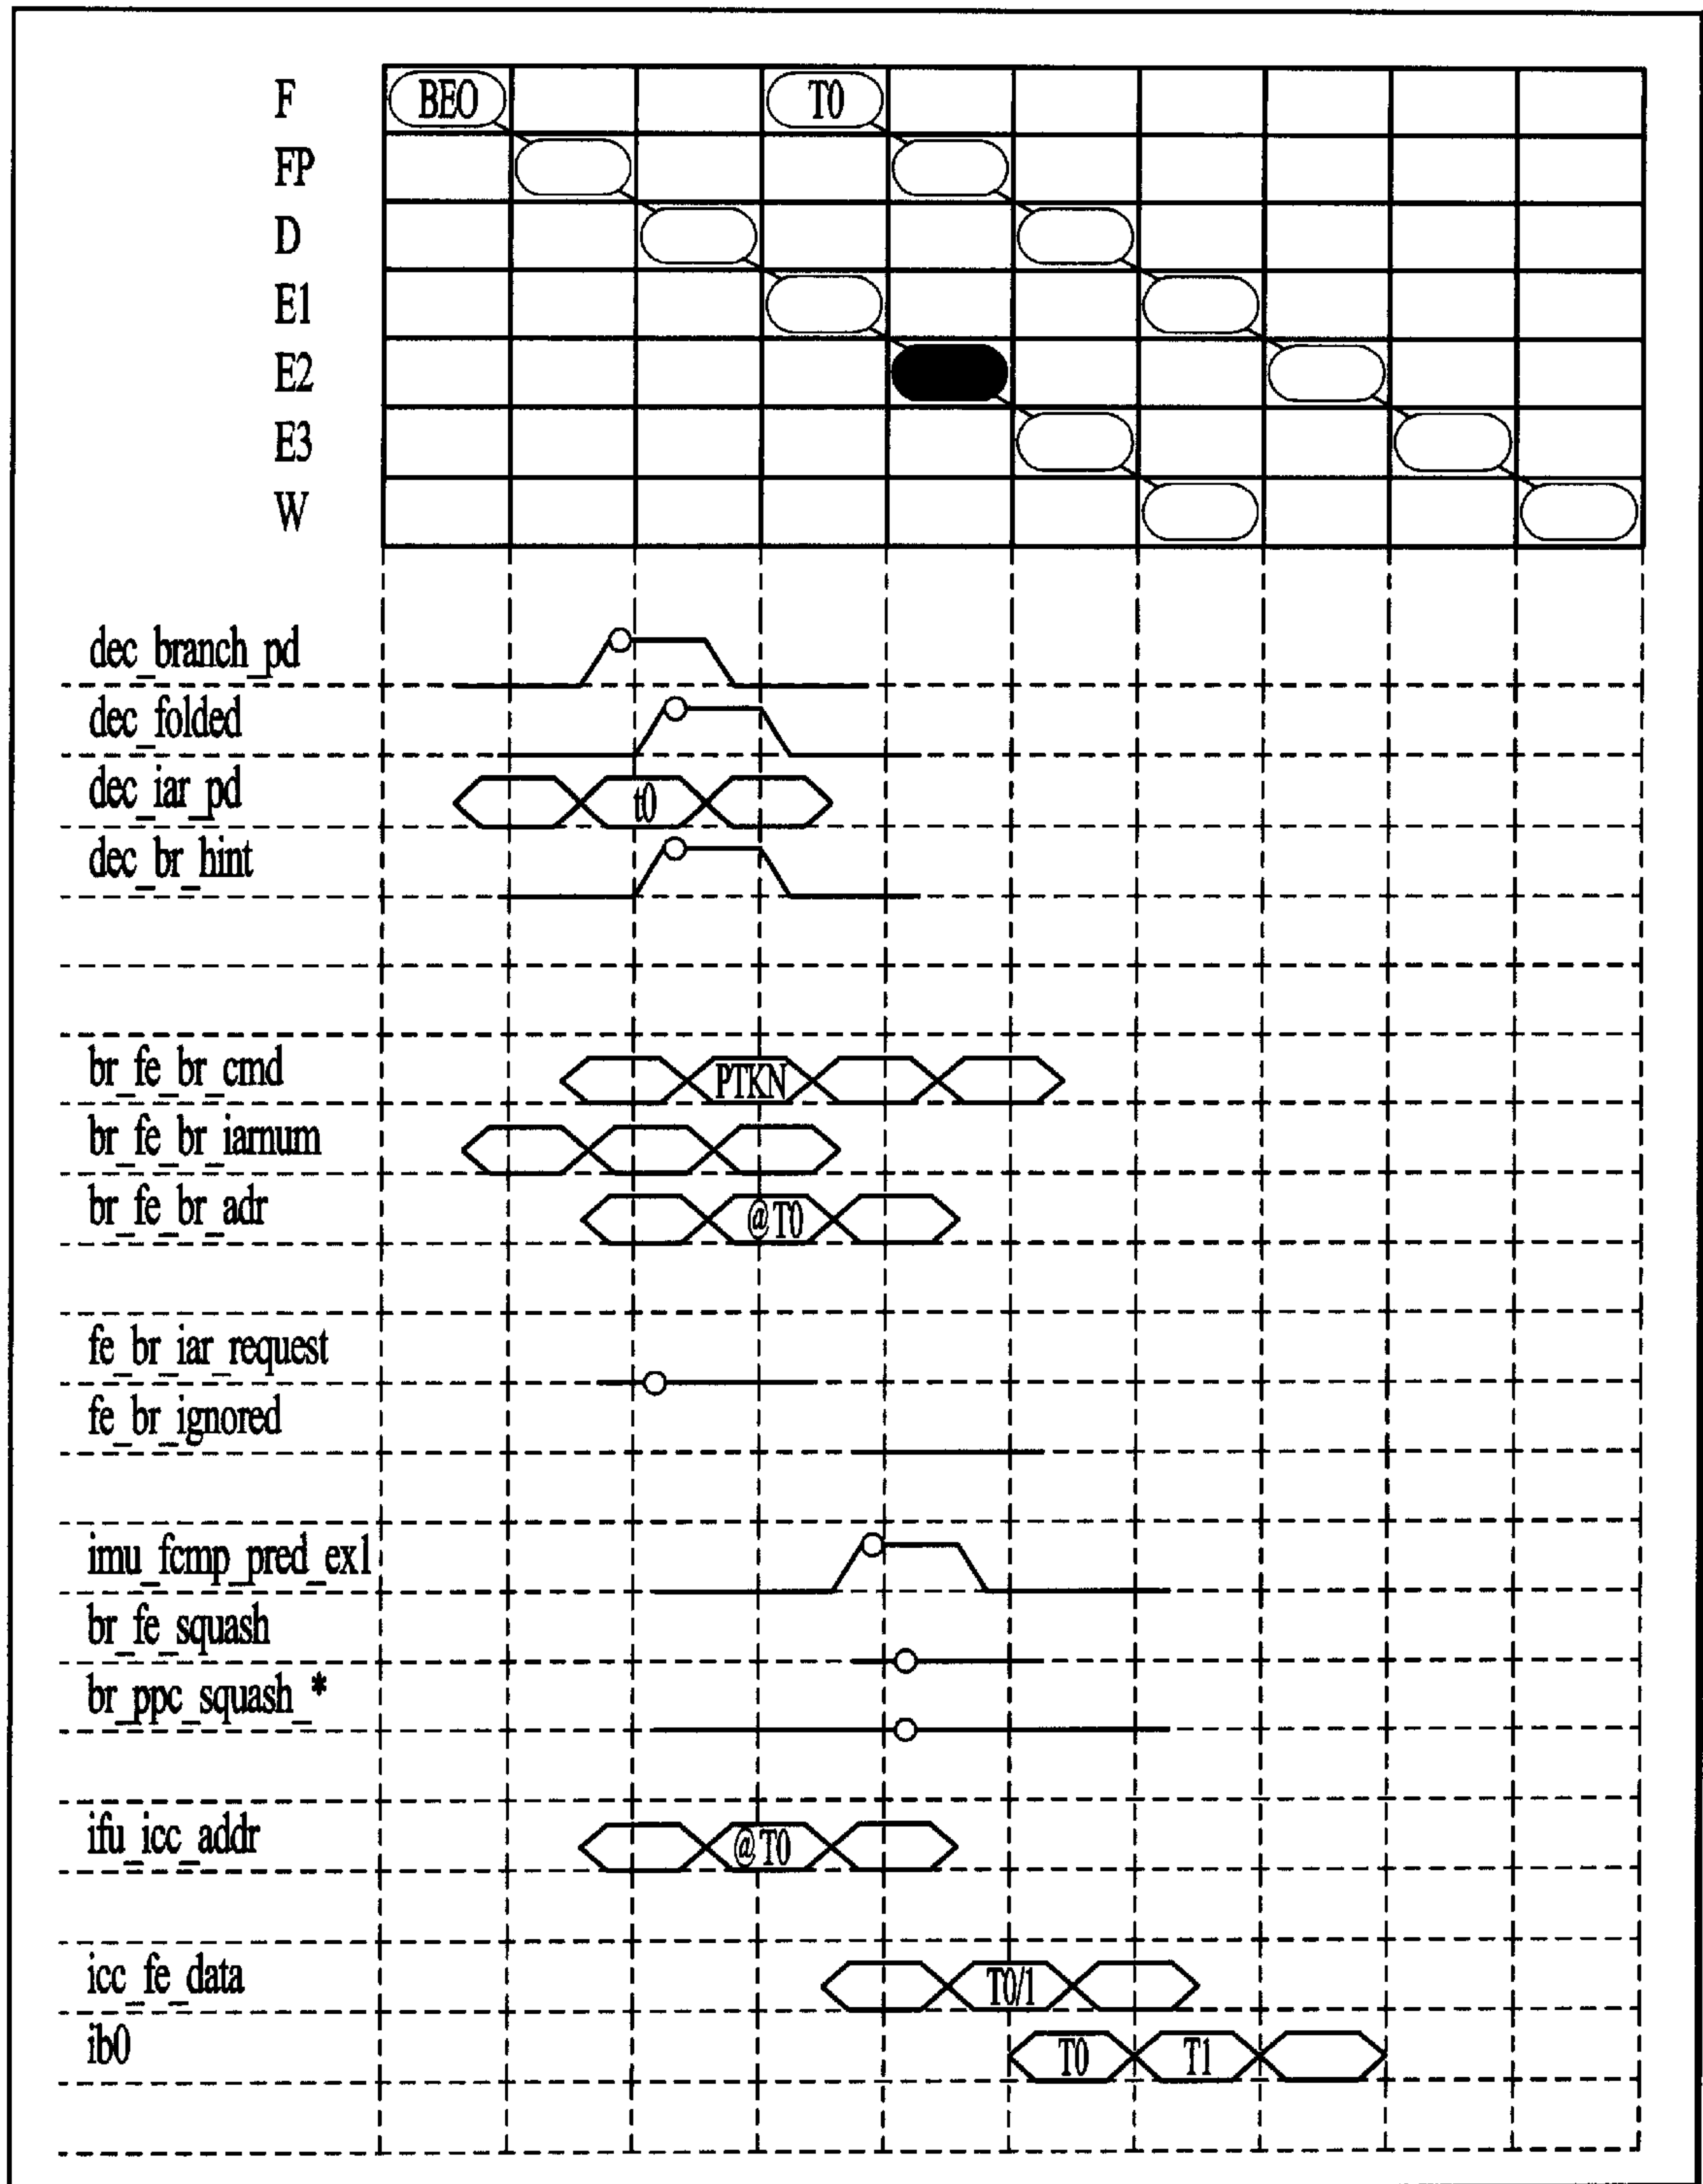 F BEO T0
FP
D
E1
E2
E3
W
dec_branch_pd
dec_folded
dec_iar_pd t0
dec_br_hint
br_fe_br_cmd PTKN
br_fe_br_iarnum
br_fe_br_adr @T0
fe_br_iar_request
fe_br_ignored
imu_fcmp_pred_ex1
br_fe_squash
br_ppc_squash_*
ifu_icc_addr @T0
icc_fe_data T0/1
ib0 T0 T1